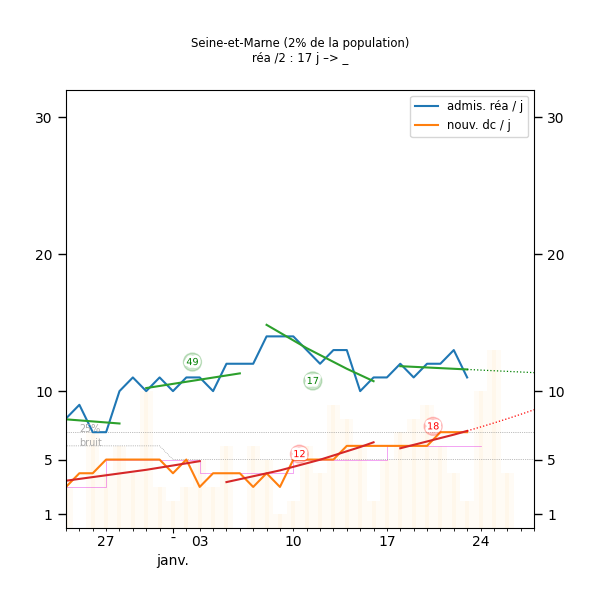 Seine-et-Marne (2% de la population)
réa /2 : 17 j –> _
admis. réa / j
nouv. dc / j
30 30
20 20
10 10
5 5
1 1
49
17
12
18
25%
bruit
27 - 03 10 17 24
janv.